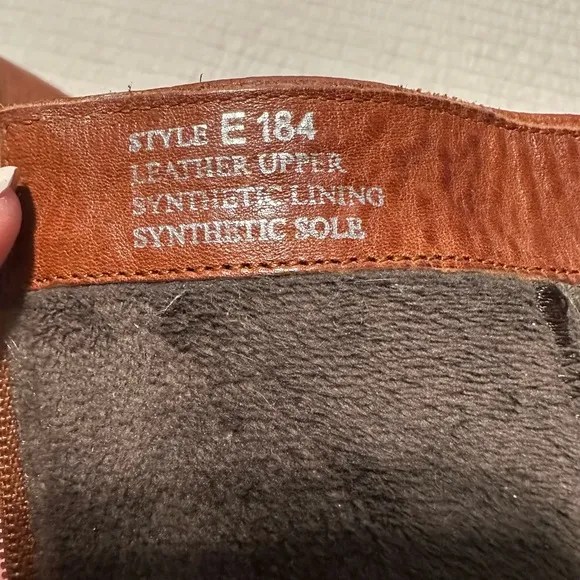 STYLE E 184
LEATHER UPPER
SYNTHETIC LINING
SYNTHETIC SOLE